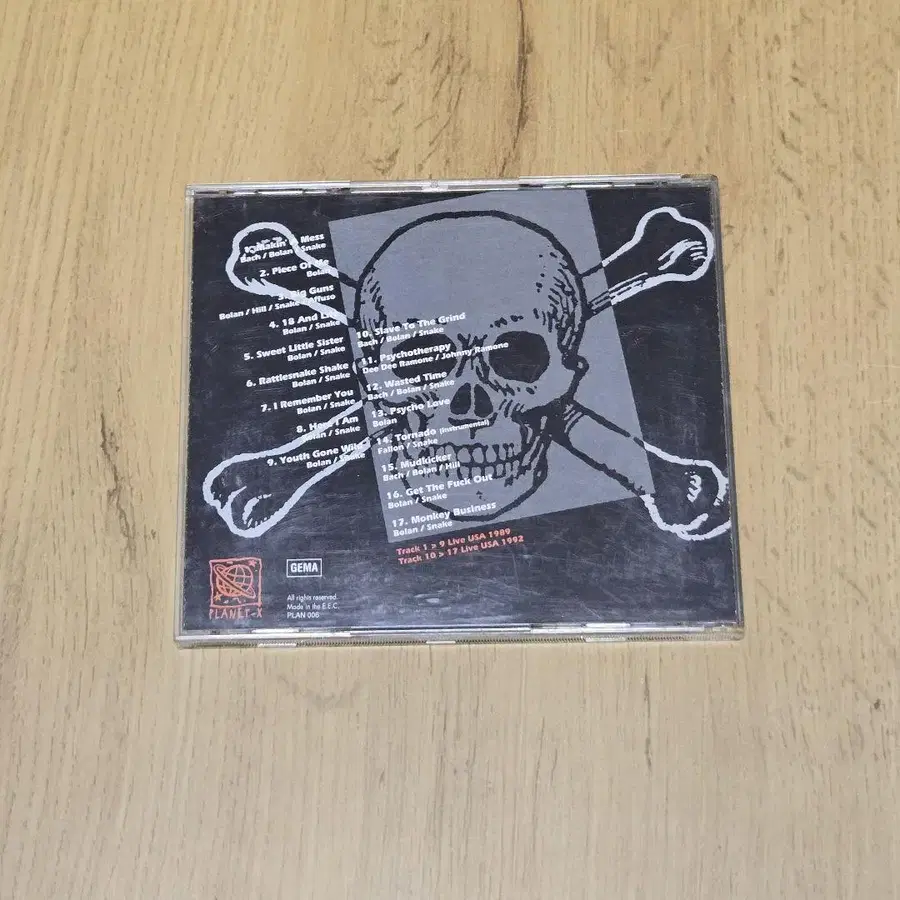 1. Makin' A Mess
Bach / Bolan / Snake
2. Piece Of Me
Bolan
3. Big Guns
Bolan / Hill / Snake / Affuso
4. 18 And Life
Bolan / Snake
5. Sweet Little Sister
Bolan / Snake
6. Rattlesnake Shake
Bolan / Snake
7. I Remember You
Bolan / Snake
8. Here I Am
Bolan / Snake
9. Youth Gone Wild
Bolan / Snake
10. Slave To The Grind
Bach / Bolan / Snake
11. Psychotherapy
Dee Dee Ramone / Johnny Ramone
12. Wasted Time
Bach / Bolan / Snake
13. Psycho Love
Bolan
14. Tornado (Instrumental)
Fallon / Snake
15. Mudkicker
Bach / Bolan / Hill
16. Get The Fuck Out
Bolan / Snake
17. Monkey Business
Bolan / Snake
Track 1 > 9 Live USA 1989
Track 10 > 17 Live USA 1992
PLANET-X
GEMA
All rights reserved.
Made in the E.E.C.
PLAN 006